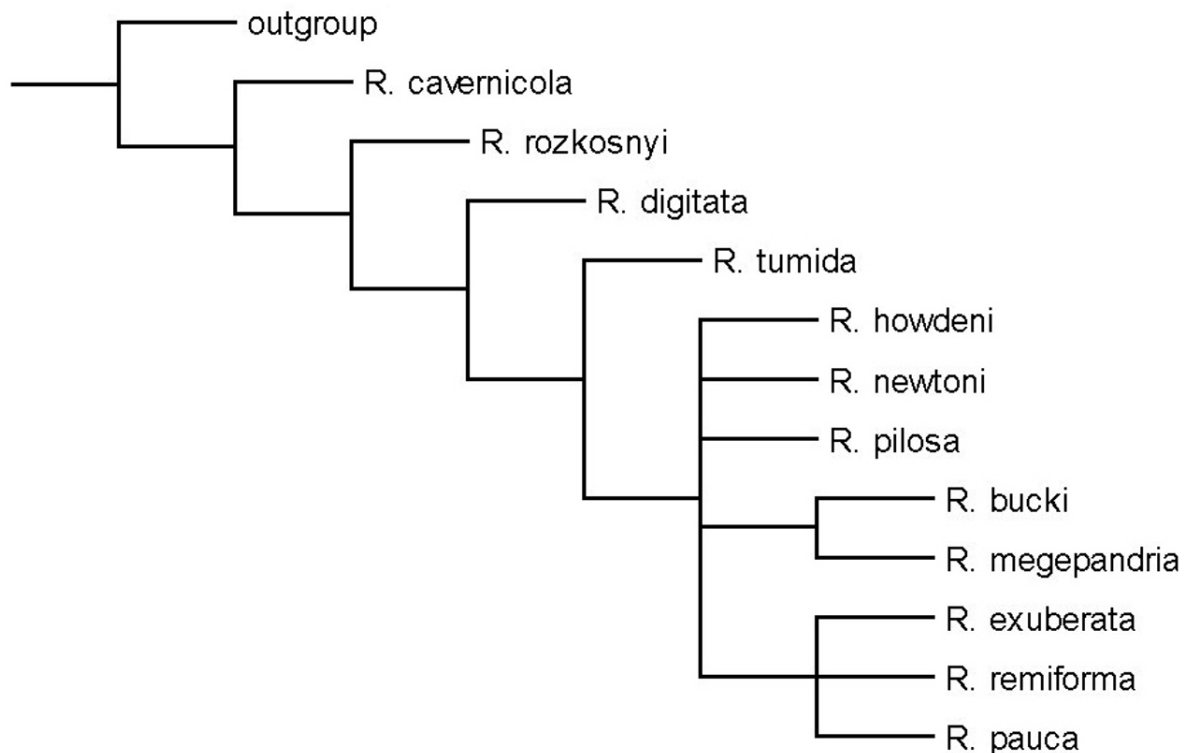 outgroup
R. cavernicola
R. rozkosnyi
R. digitata
R. tumida
R. howdeni
R. newtoni
R. pilosa
R. bucki
R. megepandria
R. exuberata
R. remiforma
R. pauca